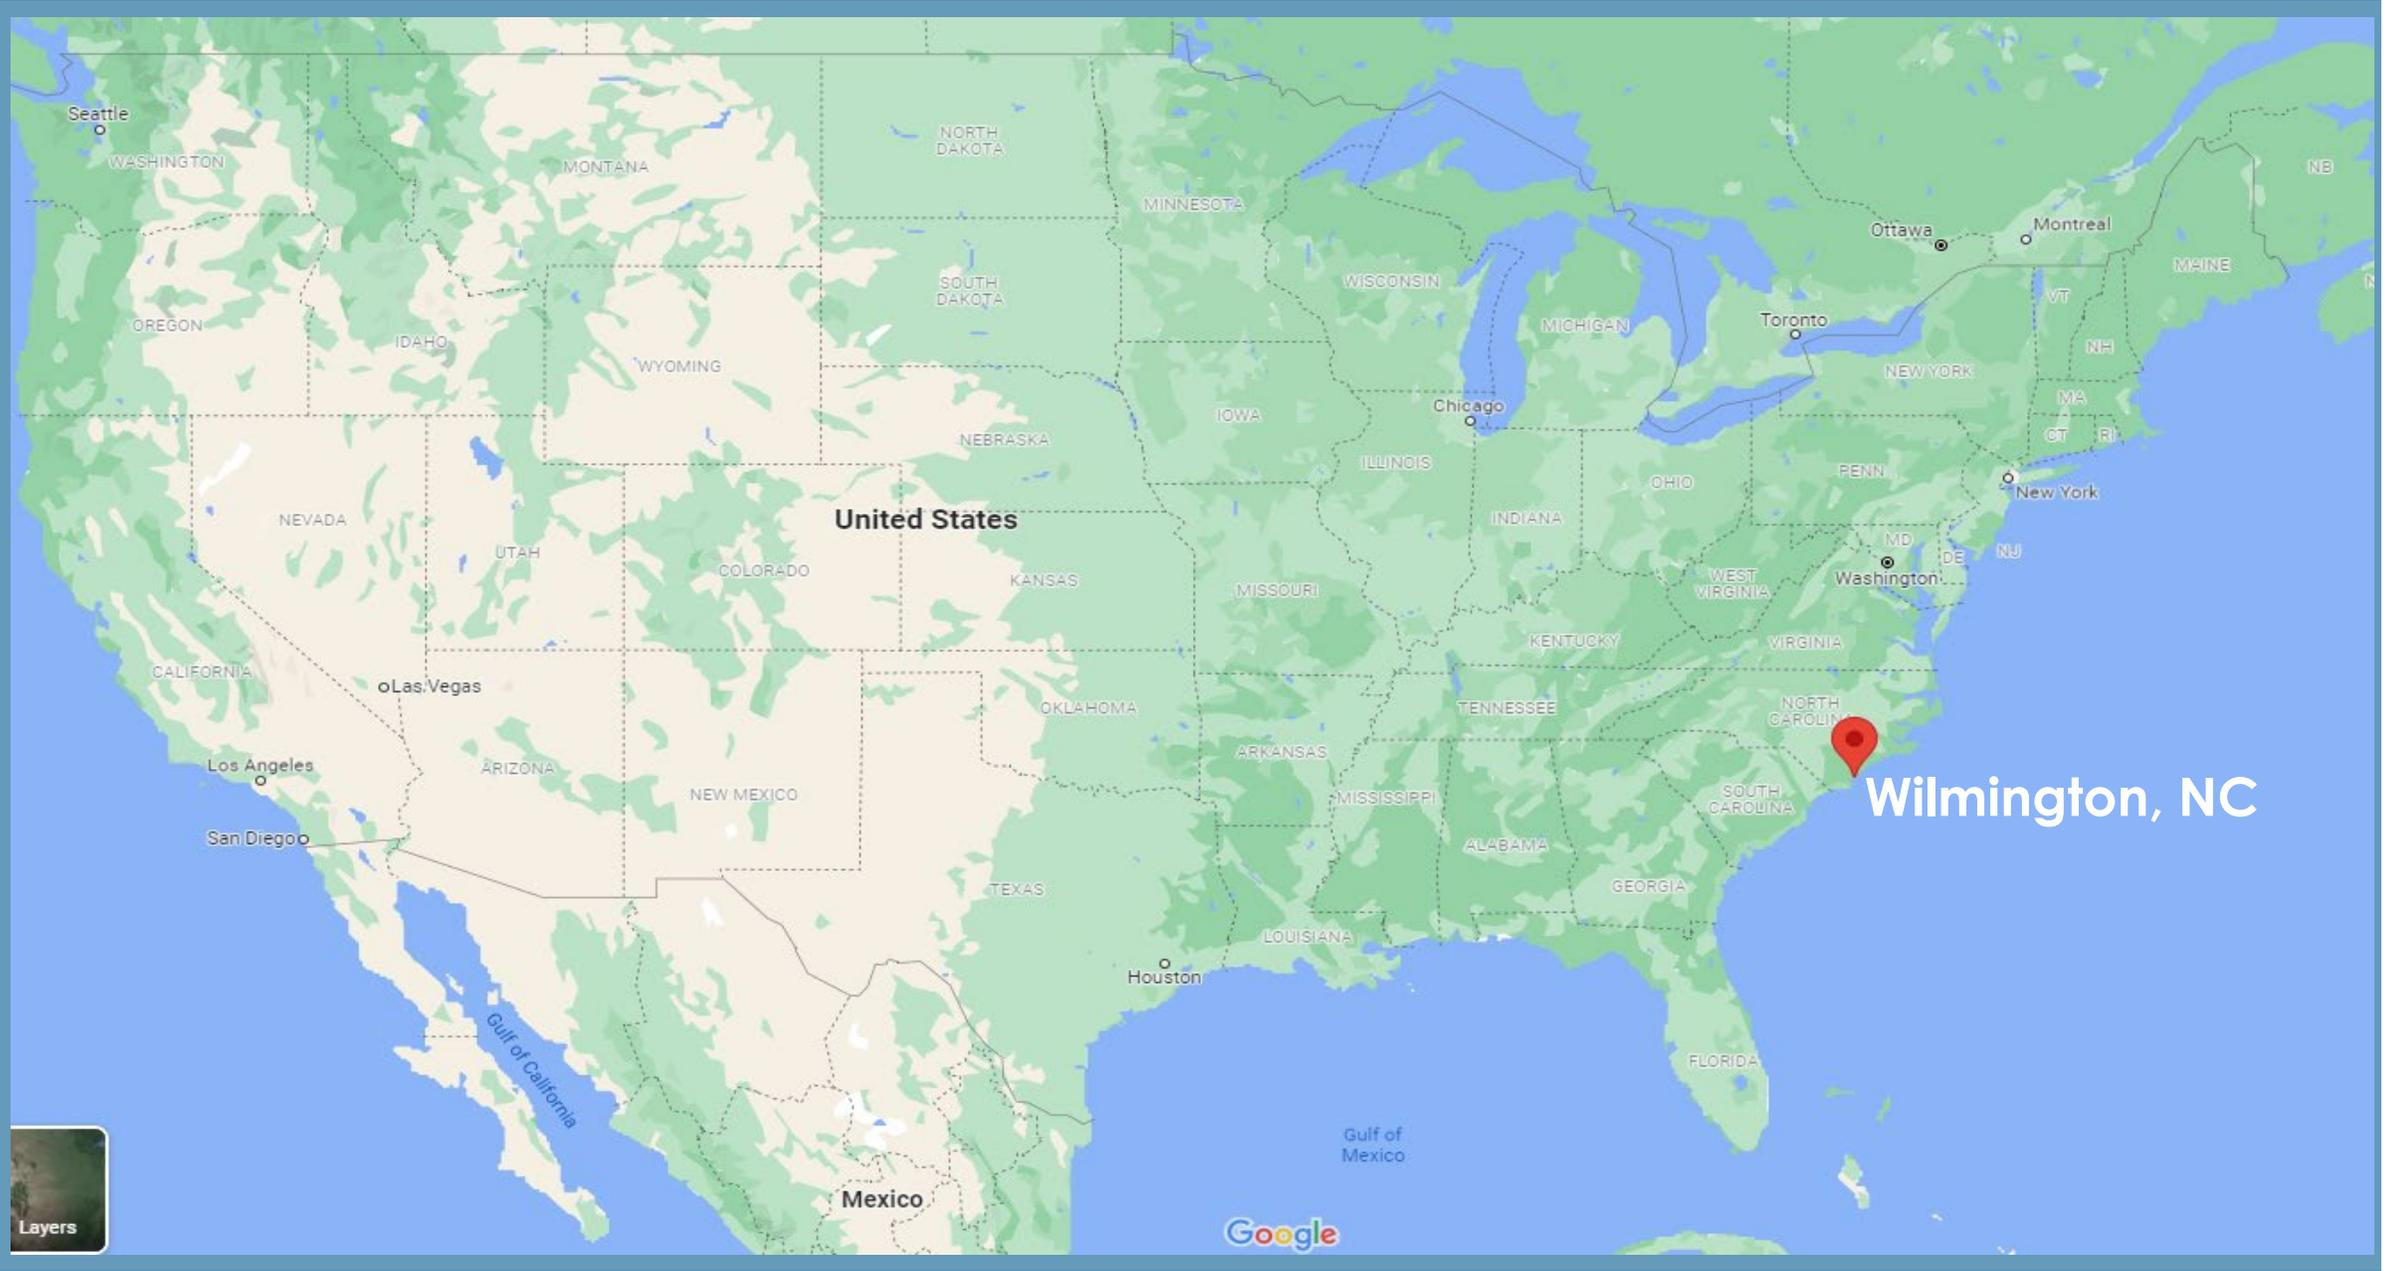 Seattle
WASHINGTON
MONTANA
NORTH
DAKOTA
MINNESOTA
Ottawa
Montreal
NB
MAINE
OREGON
IDAHO
WYOMING
SOUTH
DAKOTA
WISCONSIN
MICHIGAN
Toronto
VT
NH
NEW YORK
MA
CT
RI
IOWA
Chicago
NEBRASKA
ILLINOIS
INDIANA
OHIO
PENN
New York
NEVADA
UTAH
COLORADO
United States
KANSAS
MISSOURI
WEST
VIRGINIA
MD
DE
NJ
Washington
KENTUCKY
VIRGINIA
CALIFORNIA
Las Vegas
OKLAHOMA
TENNESSEE
NORTH
CAROLINA
Los Angeles
ARIZONA
NEW MEXICO
ARKANSAS
MISSISSIPPI
SOUTH
CAROLINA
Wilmington, NC
San Diego
TEXAS
ALABAMA
GEORGIA
LOUISIANA
Houston
Gulf of California
FLORIDA
Gulf of
Mexico
Mexico
Layers
Google